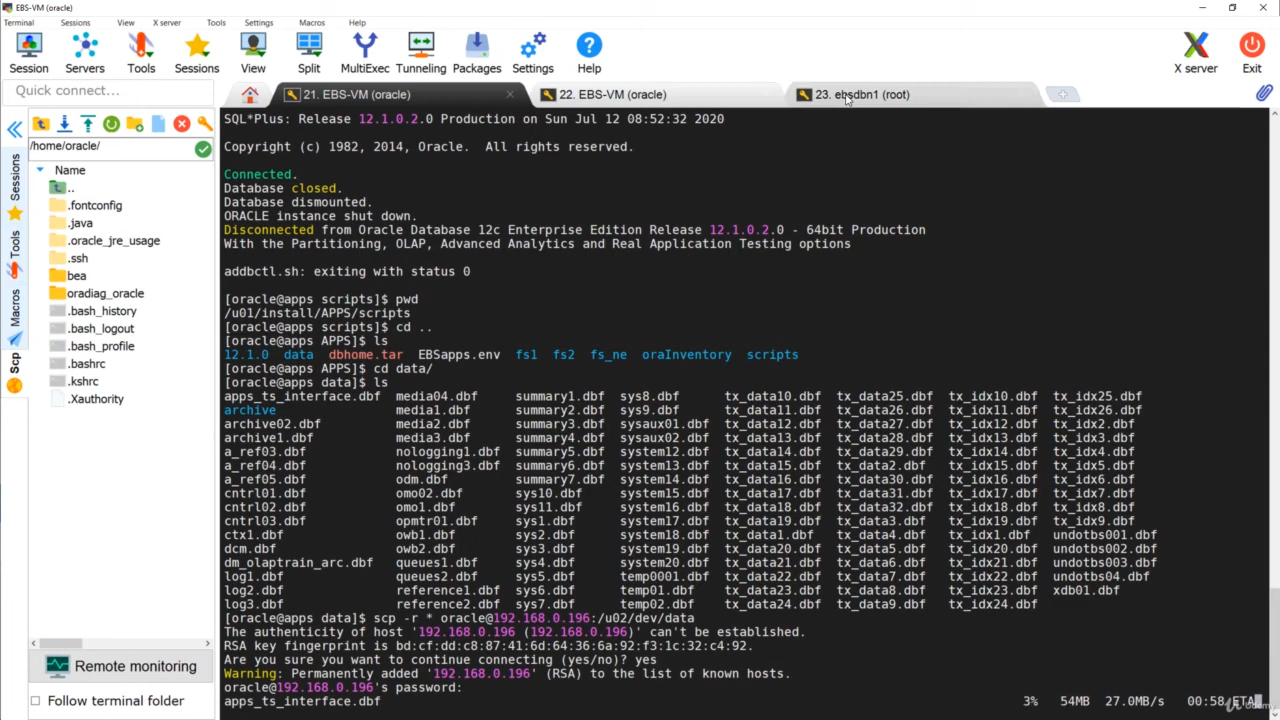 EBS-VM (oracle)
Terminal Sessions View X server Tools Settings Macros Help
Session Servers Tools Sessions View Split MultiExec Tunneling Packages Settings Help X server Exit
Quick connect...
21. EBS-VM (oracle)
22. EBS-VM (oracle)
23. ebsdbn1 (root)
Sessions
Tools
Macros
Scp
/home/oracle/
Name
..
.fontconfig
.java
.oracle_jre_usage
.ssh
bea
oradiag_oracle
.bash_history
.bash_logout
.bash_profile
.bashrc
.kshrc
.Xauthority
Remote monitoring
Follow terminal folder
SQL*Plus: Release 12.1.0.2.0 Production on Sun Jul 12 08:52:32 2020
Copyright (c) 1982, 2014, Oracle.  All rights reserved.
Connected.
Database closed.
Database dismounted.
ORACLE instance shut down.
Disconnected from Oracle Database 12c Enterprise Edition Release 12.1.0.2.0 - 64bit Production
With the Partitioning, OLAP, Advanced Analytics and Real Application Testing options
addbctl.sh: exiting with status 0
[oracle@apps scripts]$ pwd
/u01/install/APPS/scripts
[oracle@apps scripts]$ cd ..
[oracle@apps APPS]$ ls
12.1.0 data dbhome.tar EBSapps.env fs1 fs2 fs_ne oraInventory scripts
[oracle@apps APPS]$ cd data/
[oracle@apps data]$ ls
apps_ts_interface.dbf media04.dbf summary1.dbf sys8.dbf tx_data10.dbf tx_data25.dbf tx_idx10.dbf tx_idx25.dbf
archive media1.dbf summary2.dbf sys9.dbf tx_data11.dbf tx_data26.dbf tx_idx11.dbf tx_idx26.dbf
archive02.dbf media2.dbf summary3.dbf sysaux01.dbf tx_data12.dbf tx_data27.dbf tx_idx12.dbf tx_idx2.dbf
archive1.dbf media3.dbf summary4.dbf sysaux02.dbf tx_data13.dbf tx_data28.dbf tx_idx13.dbf tx_idx3.dbf
a_ref03.dbf nologging1.dbf summary5.dbf system12.dbf tx_data14.dbf tx_data29.dbf tx_idx14.dbf tx_idx4.dbf
a_ref04.dbf nologging3.dbf summary6.dbf system13.dbf tx_data15.dbf tx_data2.dbf tx_idx15.dbf tx_idx5.dbf
a_ref05.dbf odm.dbf summary7.dbf system14.dbf tx_data16.dbf tx_data30.dbf tx_idx16.dbf tx_idx6.dbf
cntrl01.dbf omo02.dbf sys10.dbf system15.dbf tx_data17.dbf tx_data31.dbf tx_idx17.dbf tx_idx7.dbf
cntrl02.dbf omo1.dbf sys11.dbf system16.dbf tx_data18.dbf tx_data32.dbf tx_idx18.dbf tx_idx8.dbf
cntrl03.dbf opmtr01.dbf sys1.dbf system17.dbf tx_data19.dbf tx_data3.dbf tx_idx19.dbf tx_idx9.dbf
ctx1.dbf owb1.dbf sys2.dbf system18.dbf tx_data1.dbf tx_data4.dbf tx_idx1.dbf undotbs001.dbf
dcm.dbf owb2.dbf sys3.dbf system19.dbf tx_data20.dbf tx_data5.dbf tx_idx20.dbf undotbs002.dbf
dm_olaptrain_arc.dbf queues1.dbf sys4.dbf system20.dbf tx_data21.dbf tx_data6.dbf tx_idx21.dbf undotbs003.dbf
log1.dbf queues2.dbf sys5.dbf temp0001.dbf tx_data22.dbf tx_data7.dbf tx_idx22.dbf undotbs04.dbf
log2.dbf reference1.dbf sys6.dbf temp01.dbf tx_data23.dbf tx_data8.dbf tx_idx23.dbf xdb01.dbf
log3.dbf reference2.dbf sys7.dbf temp02.dbf tx_data24.dbf tx_data9.dbf tx_idx24.dbf
[oracle@apps data]$ scp -r * oracle@192.168.0.196:/u02/dev/data
The authenticity of host '192.168.0.196 (192.168.0.196)' can't be established.
RSA key fingerprint is bd:cf:dd:c8:87:41:6d:64:36:6a:92:f3:1c:32:c4:92.
Are you sure you want to continue connecting (yes/no)? yes
Warning: Permanently added '192.168.0.196' (RSA) to the list of known hosts.
oracle@192.168.0.196's password:
apps_ts_interface.dbf 3% 54MB 27.0MB/s 00:58 ETA